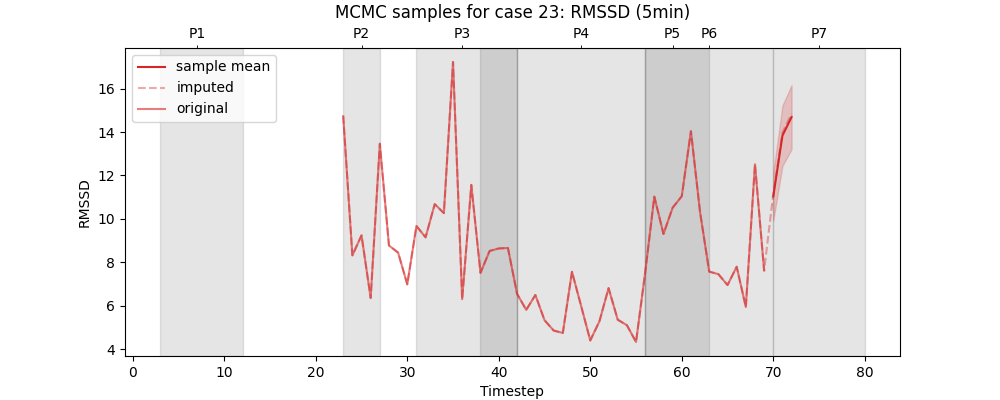 MCMC samples for case 23: RMSSD (5min)
P1 P2 P3 P4 P5 P6 P7
sample mean
imputed
original
16
14
12
10
8
6
4
RMSSD
0 10 20 30 40 50 60 70 80
Timestep